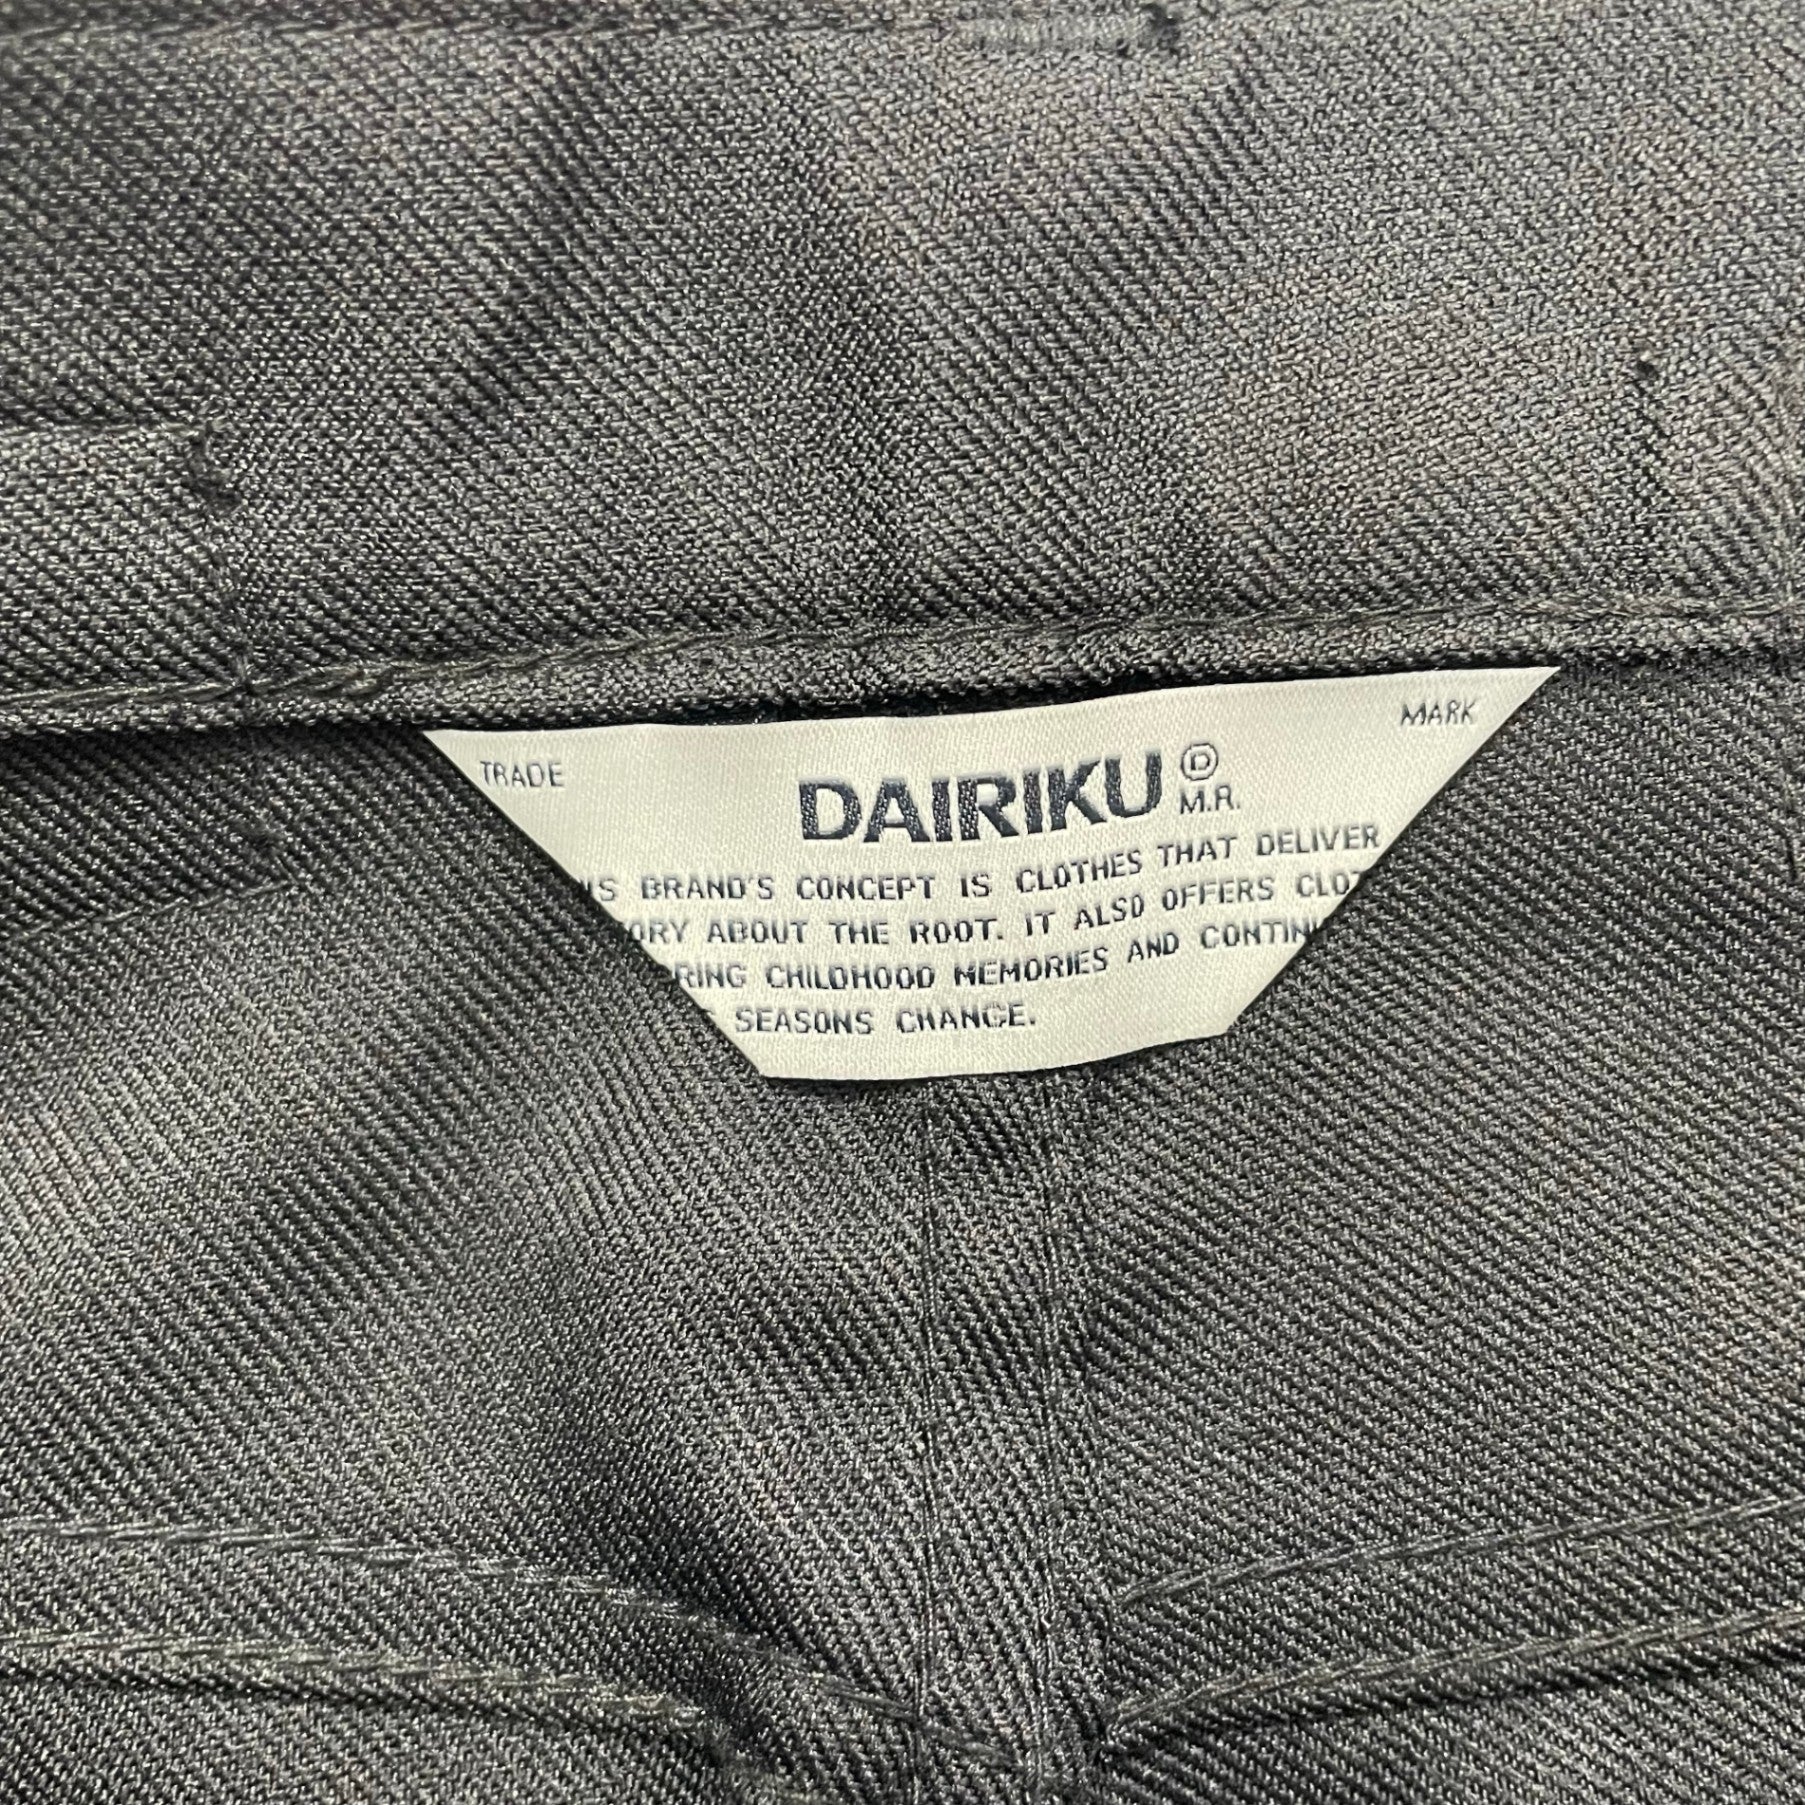 TRADE MARK
DAIRIKU Ⓓ
M.R.
BRAND'S CONCEPT IS CLOTHES THAT DELIVER
ABOUT THE ROOT. IT ALSO OFFERS
CHILDHOOD MEMORIES AND
SEASONS CHANGE.